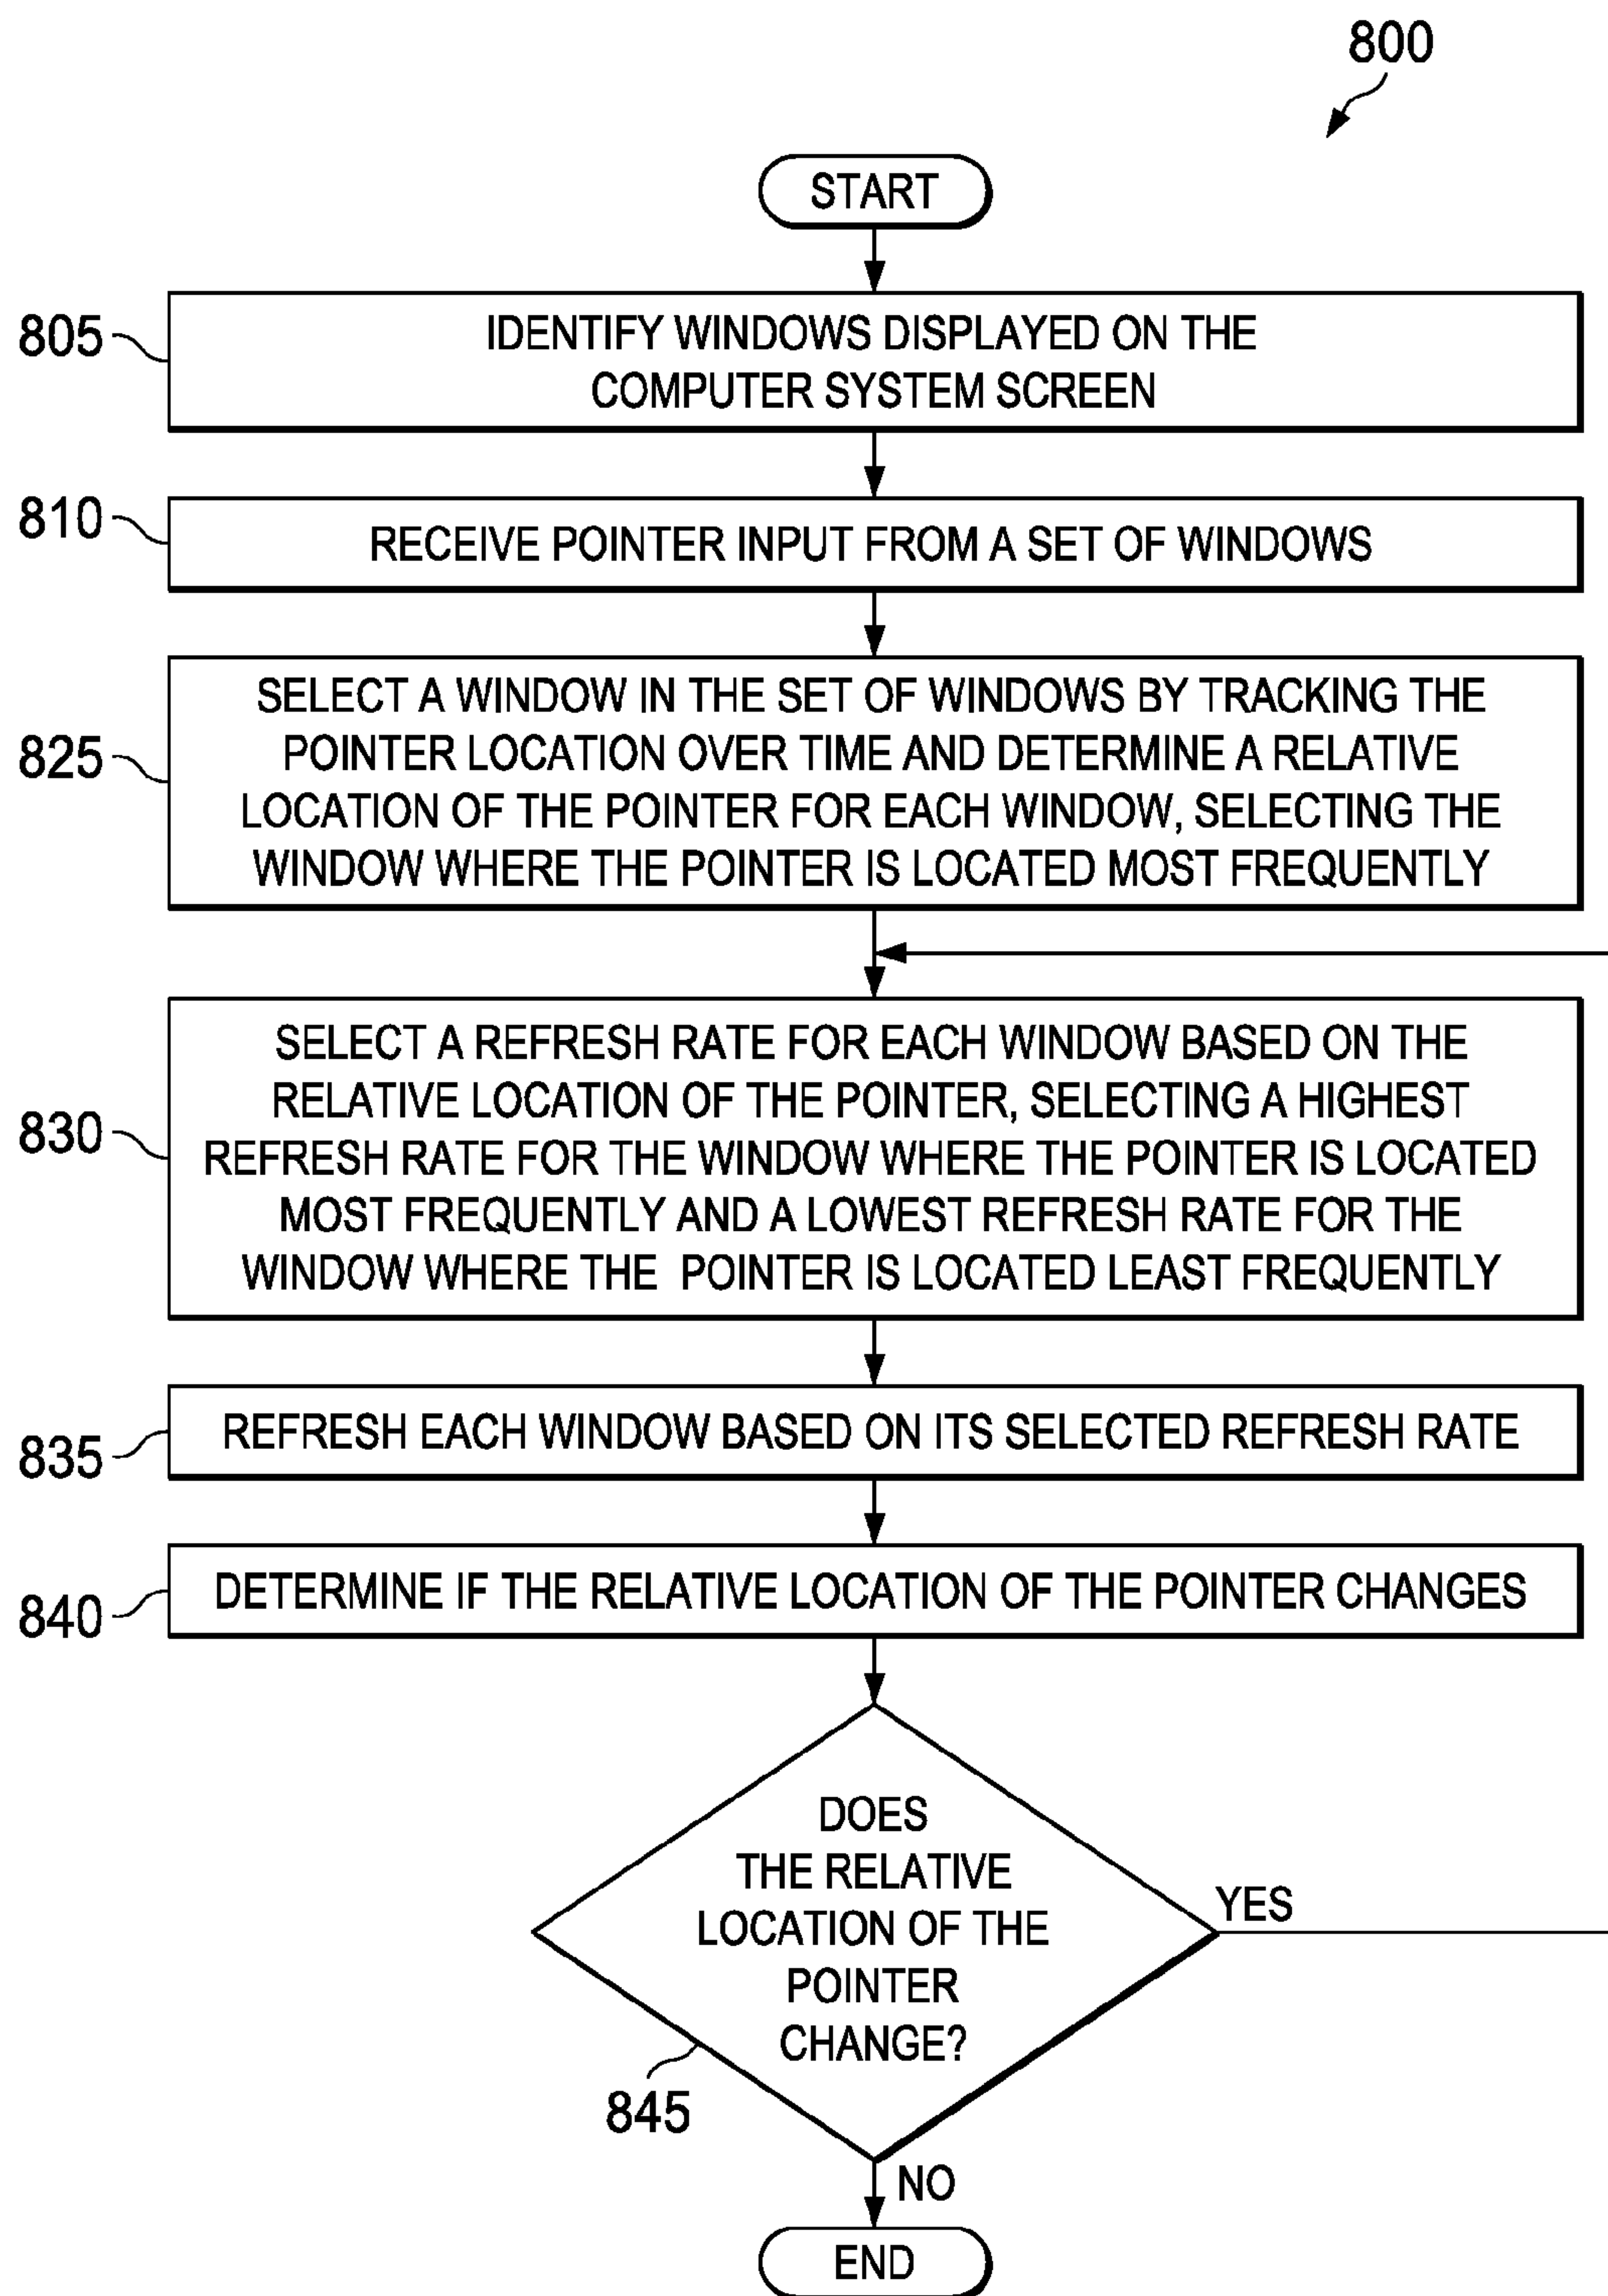 800
START
805
IDENTIFY WINDOWS DISPLAYED ON THE
COMPUTER SYSTEM SCREEN
810
RECEIVE POINTER INPUT FROM A SET OF WINDOWS
825
SELECT A WINDOW IN THE SET OF WINDOWS BY TRACKING THE
POINTER LOCATION OVER TIME AND DETERMINE A RELATIVE
LOCATION OF THE POINTER FOR EACH WINDOW, SELECTING THE
WINDOW WHERE THE POINTER IS LOCATED MOST FREQUENTLY
830
SELECT A REFRESH RATE FOR EACH WINDOW BASED ON THE
RELATIVE LOCATION OF THE POINTER, SELECTING A HIGHEST
REFRESH RATE FOR THE WINDOW WHERE THE POINTER IS LOCATED
MOST FREQUENTLY AND A LOWEST REFRESH RATE FOR THE
WINDOW WHERE THE POINTER IS LOCATED LEAST FREQUENTLY
835
REFRESH EACH WINDOW BASED ON ITS SELECTED REFRESH RATE
840
DETERMINE IF THE RELATIVE LOCATION OF THE POINTER CHANGES
DOES
THE RELATIVE
LOCATION OF THE
POINTER
CHANGE?
YES
845
NO
END